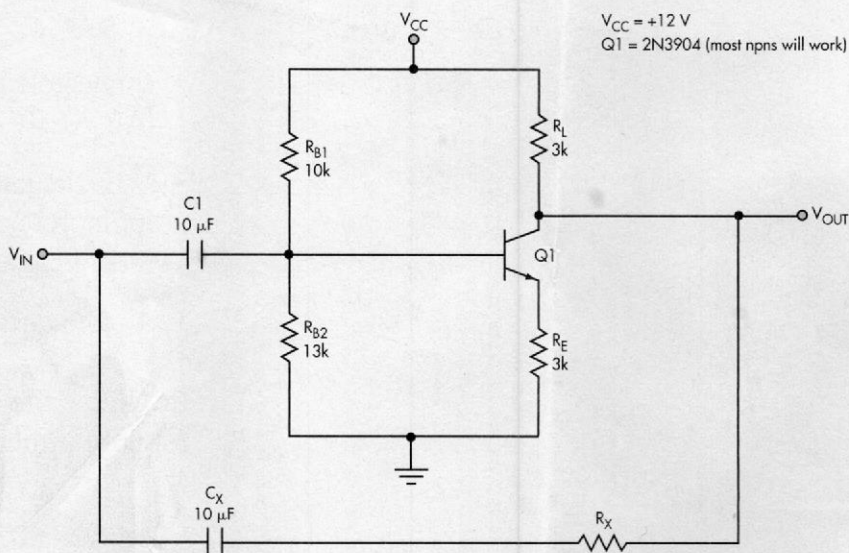 V_CC
V_CC = +12 V
Q1 = 2N3904 (most npns will work)
R_B1
10k
R_L
3k
C1
10 µF
V_IN
Q1
V_OUT
R_B2
13k
R_E
3k
C_X
10 µF
R_X